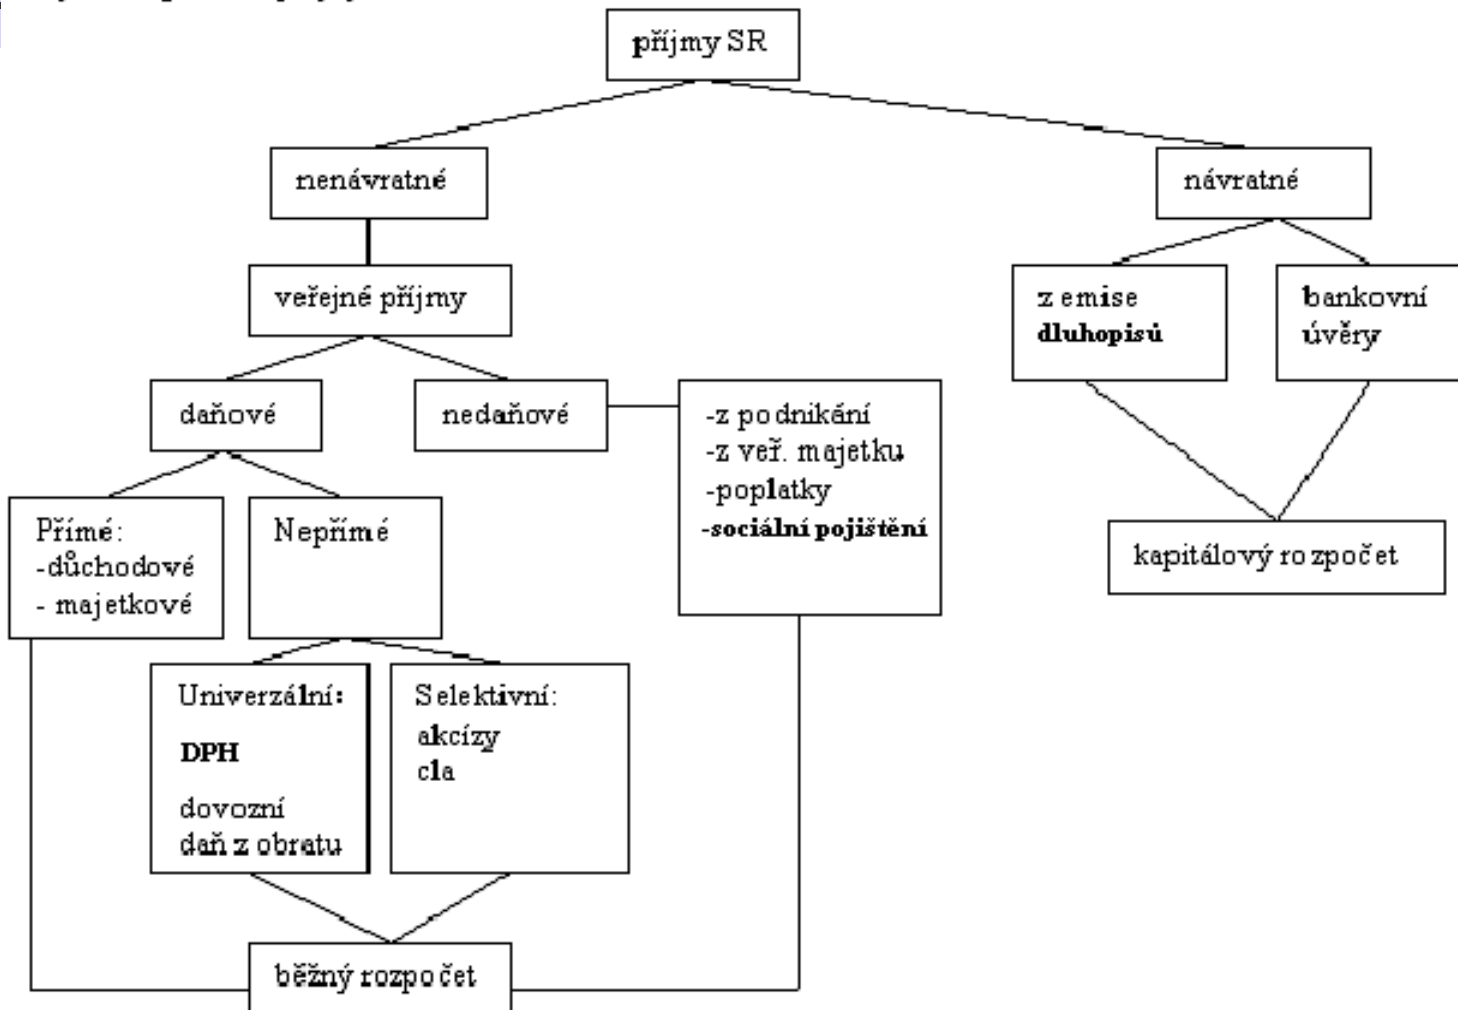 příjmy SR
nenávratné
návratné
veřejné příjmy
z emise
dluhopisů
bankovní
úvěry
daňové
nedaňové
-z podnikání
-z veř. majetku
-poplatky
-sociální pojištění
Přímé:
-důchodové
- majetkové
Nepřímé
kapitálový rozpočet
Univerzální:
DPH
dovozní
daň z obratu
Selektivní:
akcízy
cla
běžný rozpočet